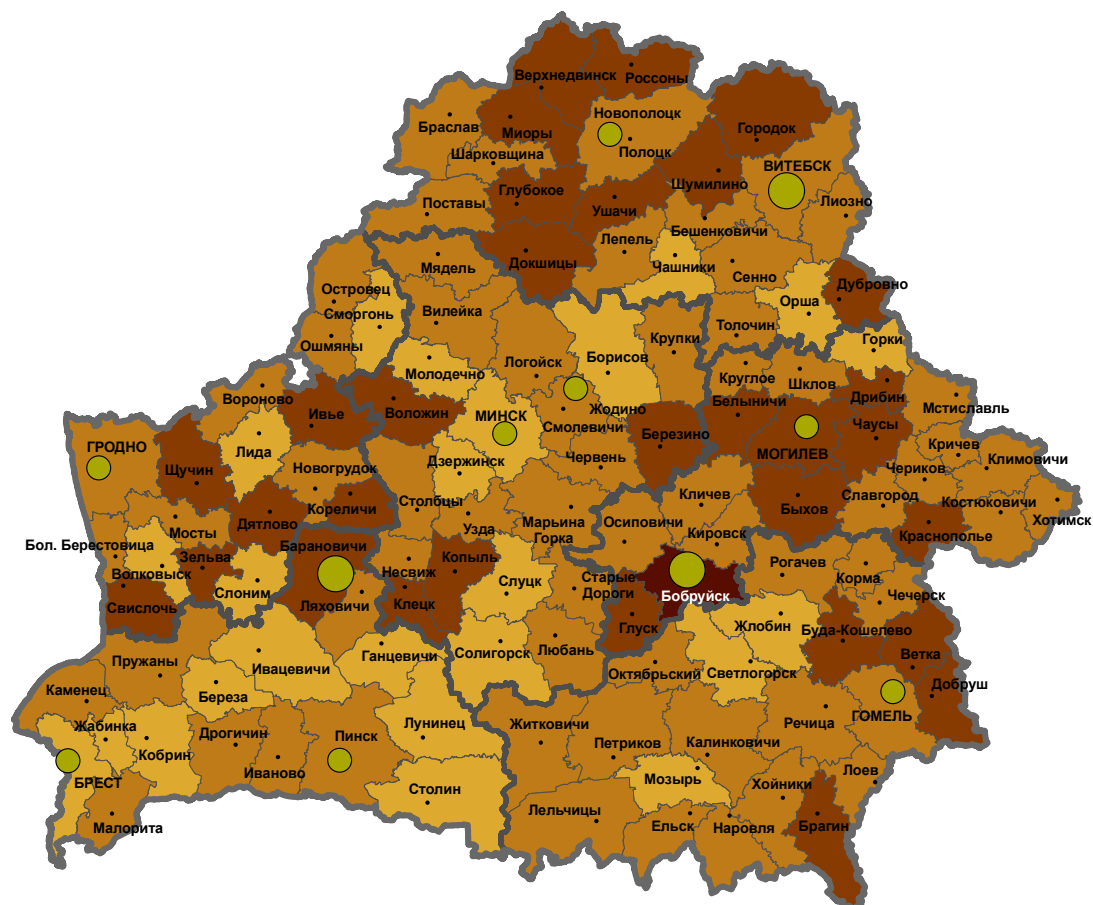 Верхнедвинск
Россоны
Браслав
Миоры
Новополоцк
Городок
Шарковщина
Полоцк
ВИТЕБСК
Глубокое
Шумилино
Поставы
Ушачи
Лиозно
Бешенковичи
Лепель
Докшицы
Мядель
Чашники
Сенно
Островец
Дубровно
Сморгонь
Вилейка
Орша
Ошмяны
Толочин
Крупки
Горки
Борисов
Логойск
Молодечно
Круглое
Шклов
Вороново
Дрибин
Ивье
Воложин
Жодино
Белыничи
Мстиславль
МИНСК
Смолевичи
Чаусы
ГРОДНО
Березино
Кричев
Лида
МОГИЛЕВ
Дзержинск
Червень
Климовичи
Щучин
Новогрудок
Чериков
Кореличи
Столбцы
Кличев
Славгород
Костюковичи
Дятлово
Узда
Марьина
Горка
Осиповичи
Быхов
Хотимск
Мосты
Кировск
Краснополье
Бол. Берестовица
Барановичи
Зельва
Копыль
Несвиж
Волковыск
Слуцк
Старые
Дороги
Рогачев
Корма
Слоним
Бобруйск
Чечерск
Свислочь
Ляховичи
Клецк
Глуск
Жлобин
Буда-Кошелево
Любань
Ганцевичи
Солигорск
Ветка
Пружаны
Ивацевичи
Октябрьский
Светлогорск
Добруш
Каменец
Береза
ГОМЕЛЬ
Жабинка
Дрогичин
Пинск
Лунинец
Житковичи
Речица
Кобрин
Петриков
Калинковичи
Иваново
Лоев
БРЕСТ
Мозырь
Хойники
Столин
Лельчицы
Малорита
Ельск
Наровля
Брагин